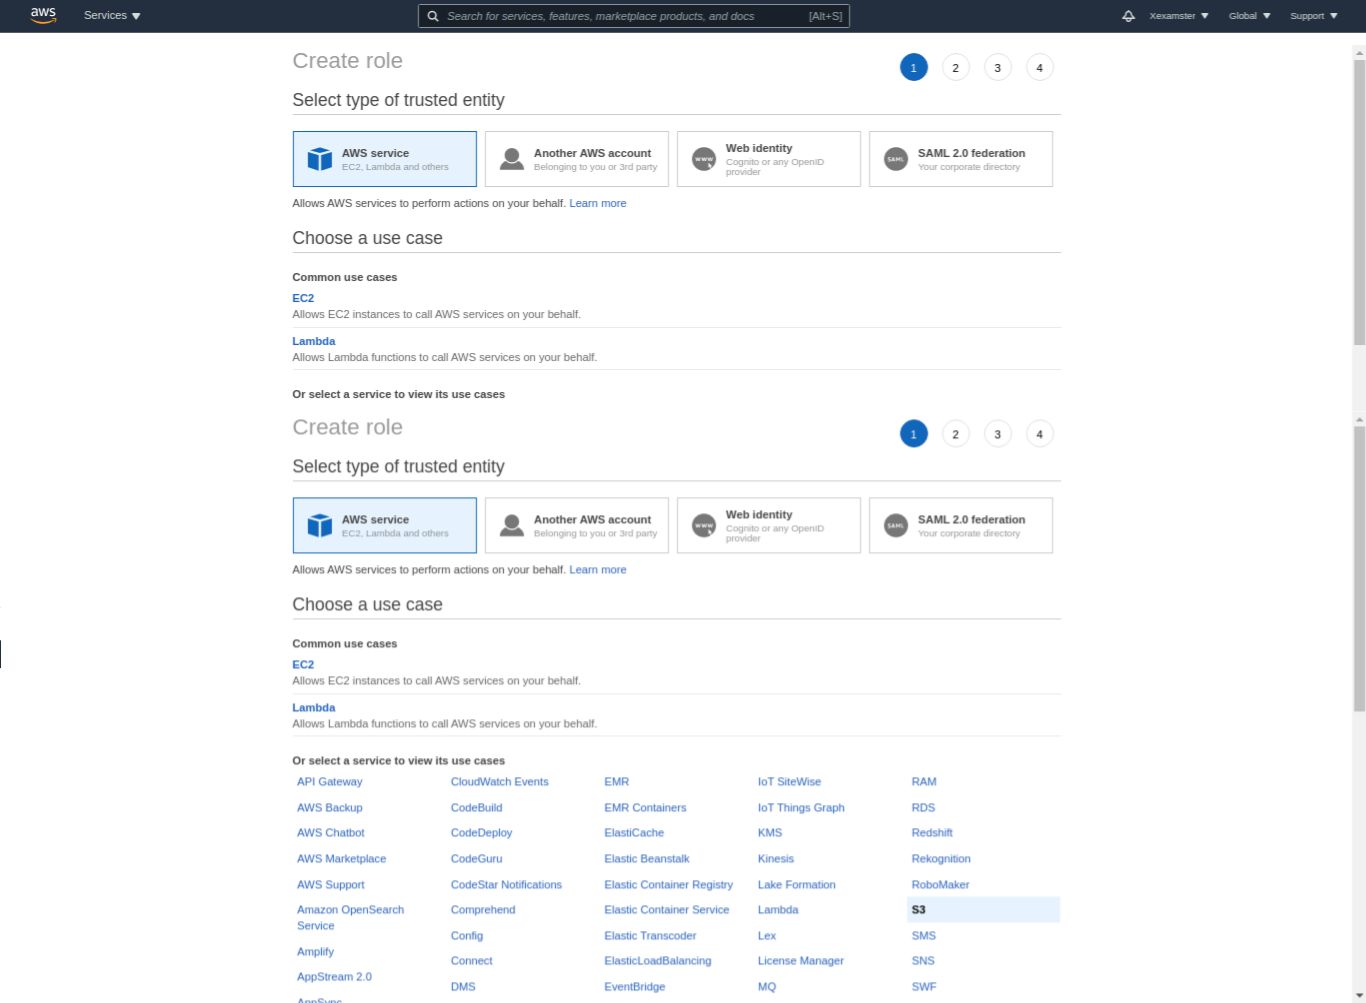 aws Services Search for services, features, marketplace products, and docs [Alt+S] Xexamster Global Support
Create role 1 2 3 4
Select type of trusted entity
AWS service
EC2, Lambda and others
Another AWS account
Belonging to you or 3rd party
www
Web identity
Cognito or any OpenID
provider
SAML
SAML 2.0 federation
Your corporate directory
Allows AWS services to perform actions on your behalf. Learn more
Choose a use case
Common use cases
EC2
Allows EC2 instances to call AWS services on your behalf.
Lambda
Allows Lambda functions to call AWS services on your behalf.
Or select a service to view its use cases
Create role 1 2 3 4
Select type of trusted entity
AWS service
EC2, Lambda and others
Another AWS account
Belonging to you or 3rd party
www
Web identity
Cognito or any OpenID
provider
SAML
SAML 2.0 federation
Your corporate directory
Allows AWS services to perform actions on your behalf. Learn more
Choose a use case
Common use cases
EC2
Allows EC2 instances to call AWS services on your behalf.
Lambda
Allows Lambda functions to call AWS services on your behalf.
Or select a service to view its use cases
API Gateway CloudWatch Events EMR IoT SiteWise RAM
AWS Backup CodeBuild EMR Containers IoT Things Graph RDS
AWS Chatbot CodeDeploy ElastiCache KMS Redshift
AWS Marketplace CodeGuru Elastic Beanstalk Kinesis Rekognition
AWS Support CodeStar Notifications Elastic Container Registry Lake Formation RoboMaker
Amazon OpenSearch Comprehend Elastic Container Service Lambda S3
Service
Config Elastic Transcoder Lex SMS
Amplify
Connect ElasticLoadBalancing License Manager SNS
AppStream 2.0
DMS EventBridge MQ SWF
AppSync